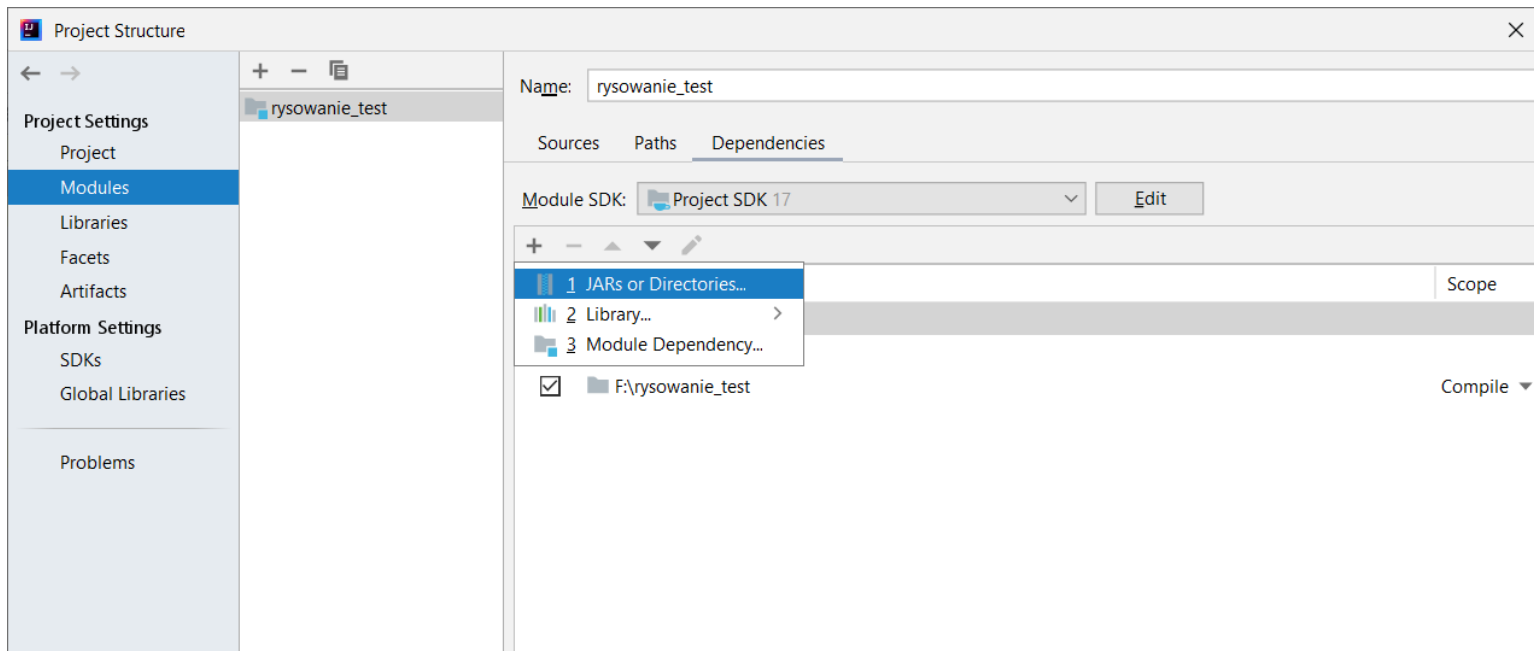 Project Structure
Project Settings
Project
Modules
Libraries
Facets
Artifacts
Platform Settings
SDKs
Global Libraries
Problems
rysowanie_test
Name: rysowanie_test
Sources Paths Dependencies
Module SDK: Project SDK 17 Edit
Scope
1 JARs or Directories...
2 Library...
3 Module Dependency...
F:\rysowanie_test Compile